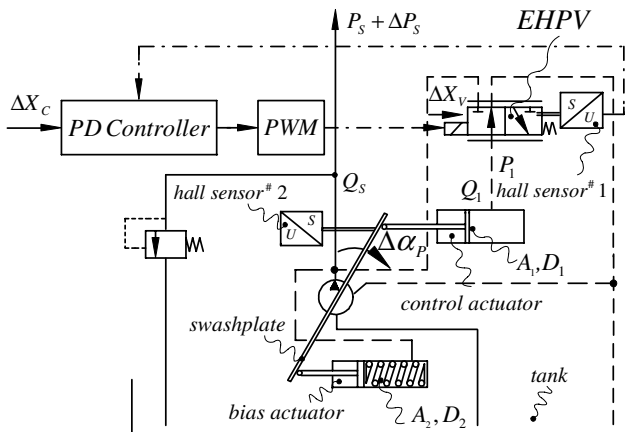 P_S + ΔP_S
EHPV
ΔX_C
PD Controller
PWM
ΔX_V
S
U
P_1
hall sensor# 1
hall sensor# 2
Q_S
Q_1
U
S
Δα_P
A_1, D_1
control actuator
swashplate
bias actuator
A_2, D_2
tank